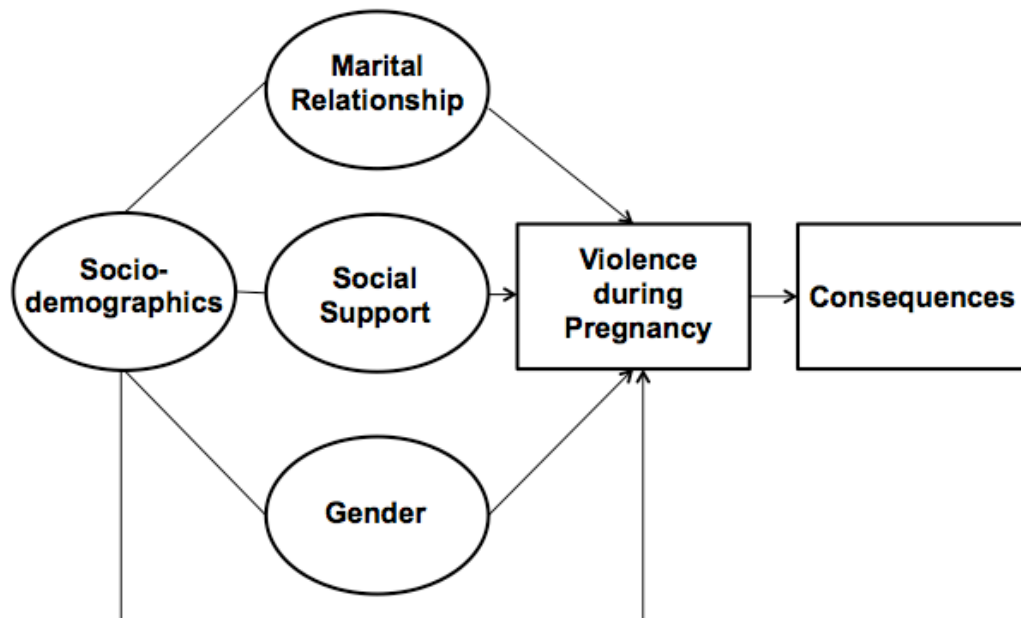 Marital
Relationship
Socio-
demographics
Social
Support
Violence
during
Pregnancy
Consequences
Gender